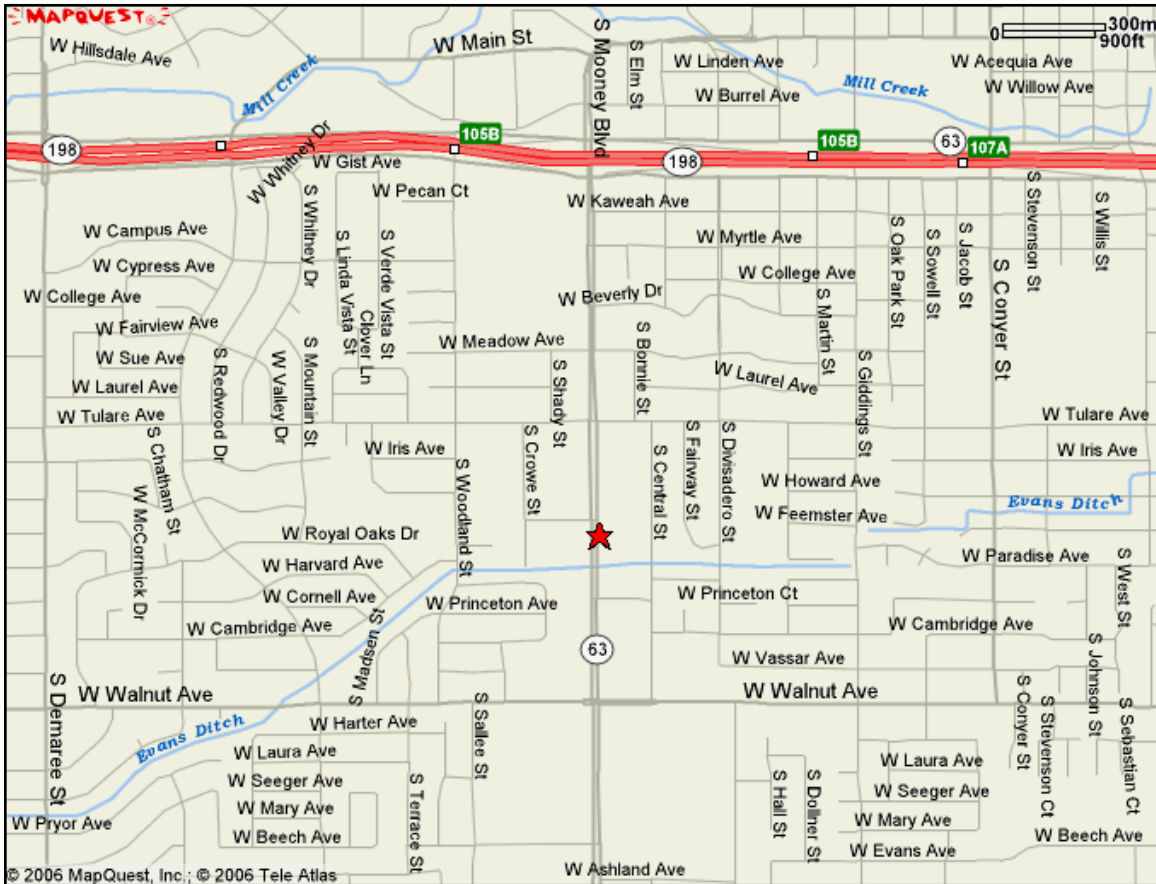 MAPQUEST®
300m
0
900ft
W Hillsdale Ave
W Main St
S Mooney Blvd
S Elm St
W Linden Ave
W Acequia Ave
W Willow Ave
Mill Creek
Mill Creek
W Burrel Ave
198
105B
198
105B
63
107A
W Whitney Dr
W Gist Ave
W Pecan Ct
W Kaweah Ave
S Whitney Dr
S Linda Vista St
S Verde Vista St
Clover Ln
S Oak Park St
S Sowell St
S Jacob St
S Conyer St
S Stevenson St
S Willis St
W Campus Ave
W Myrtle Ave
W Cypress Ave
W College Ave
W College Ave
W Beverly Dr
S Martin St
W Fairview Ave
W Meadow Ave
S Bonnie St
W Sue Ave
S Redwood Dr
W Valley Dr
S Mountain St
S Shady St
W Laurel Ave
S Giddings St
W Laurel Ave
W Tulare Ave
W Tulare Ave
S Chatham St
W Iris Ave
S Crowe St
S Central St
S Fairway St
S Divisadero St
W Iris Ave
S Woodland St
W Howard Ave
W McCormick Dr
Evans Ditch
W Feemster Ave
W Royal Oaks Dr
W Paradise Ave
W Harvard Ave
S West St
W Cornell Ave
W Princeton Ave
W Princeton Ct
W Cambridge Ave
S Madsen St
W Cambridge Ave
63
W Vassar Ave
S Johnson St
S Demaree St
W Walnut Ave
W Walnut Ave
S Conyer St
S Stevenson Ct
S Sebastian Ct
Evans Ditch
W Harter Ave
S Sallee St
W Laura Ave
W Laura Ave
W Seeger Ave
S Terrace St
S Hall St
S Dollner St
W Seeger Ave
W Mary Ave
W Mary Ave
W Pryor Ave
W Beech Ave
W Beech Ave
W Evans Ave
W Ashland Ave
© 2006 MapQuest, Inc.; © 2006 Tele Atlas